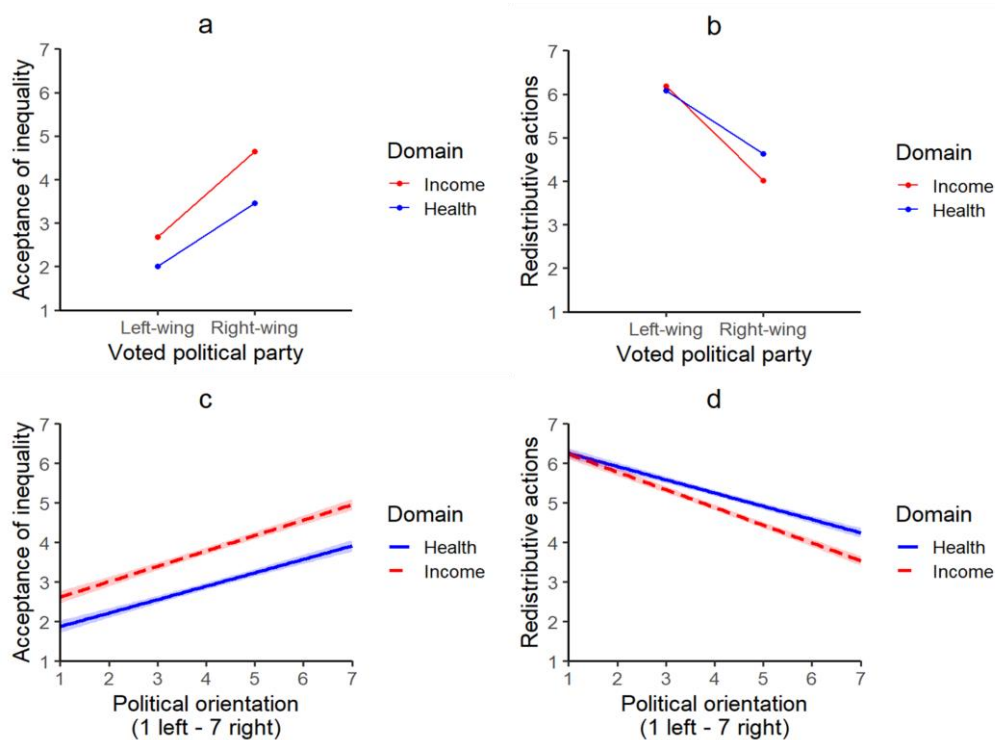 a
Acceptance of inequality
7
6
5
4
3
2
1
Left-wing Right-wing
Voted political party
Domain
Income
Health
b
Redistributive actions
7
6
5
4
3
2
1
Left-wing Right-wing
Voted political party
Domain
Income
Health
c
Acceptance of inequality
7
6
5
4
3
2
1
1 2 3 4 5 6 7
Political orientation
(1 left - 7 right)
Domain
Health
Income
d
Redistributive actions
7
6
5
4
3
2
1
1 2 3 4 5 6 7
Political orientation
(1 left - 7 right)
Domain
Health
Income